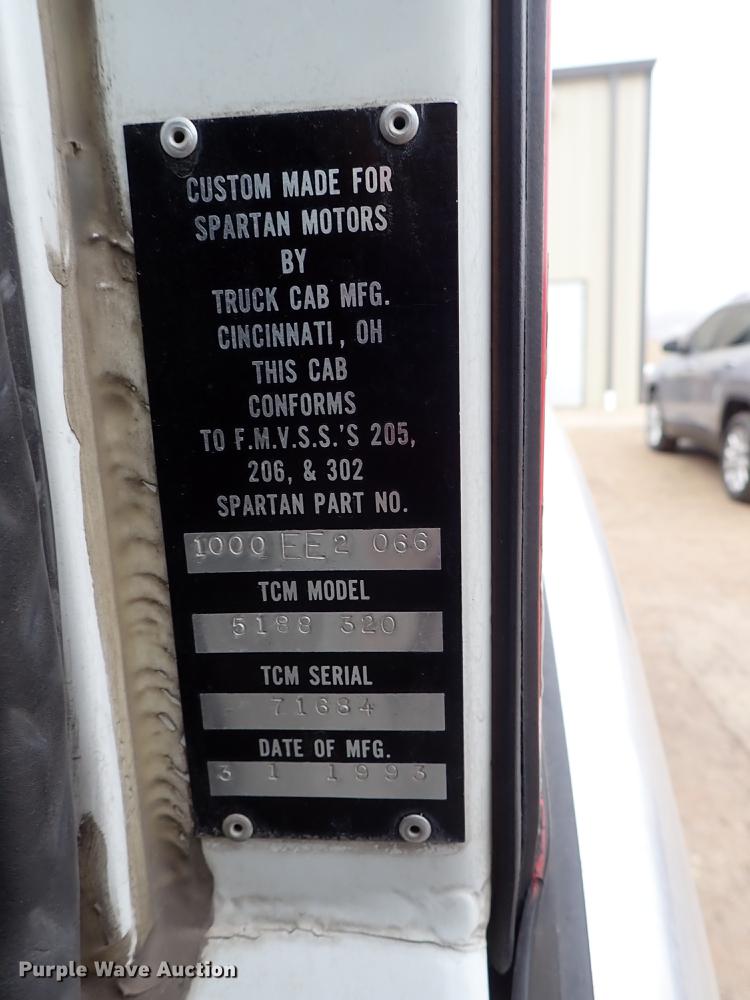 CUSTOM MADE FOR
SPARTAN MOTORS
BY
TRUCK CAB MFG.
CINCINNATI, OH
THIS CAB
CONFORMS
TO F.M.V.S.S.'S 205,
206, & 302
SPARTAN PART NO.
1000 EE2 066
TCM MODEL
5188 320
TCM SERIAL
71684
DATE OF MFG.
3 1 1993
Purple Wave Auction